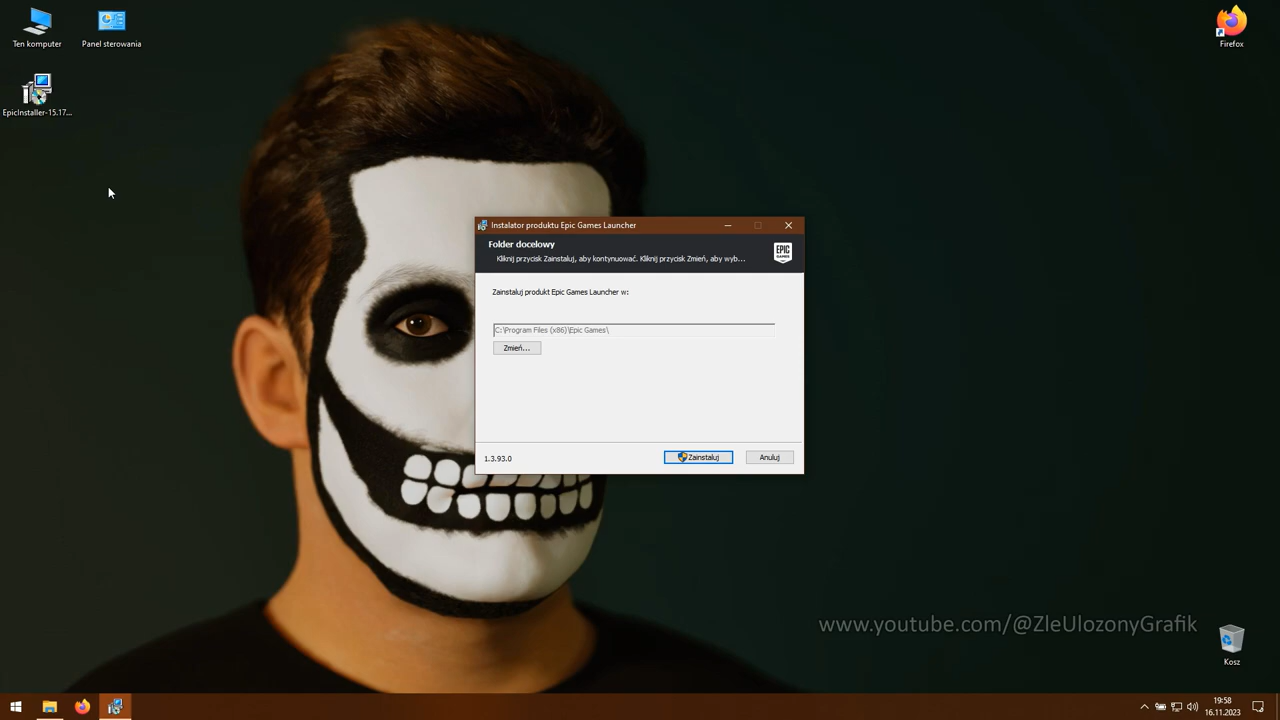 Ten komputer
Panel sterowania
Firefox
EpicInstaller-15.17...
Instalator produktu Epic Games Launcher
Folder docelowy
Kliknij przycisk Zainstaluj, aby kontynuować. Kliknij przycisk Zmień, aby wyb...
EPIC
GAMES
Zainstaluj produkt Epic Games Launcher w:
C:\Program Files (x86)\Epic Games\
Zmień...
1.3.93.0
Zainstaluj
Anuluj
www.youtube.com/@ZleUlozonyGrafik
Kosz
19:58
16.11.2023